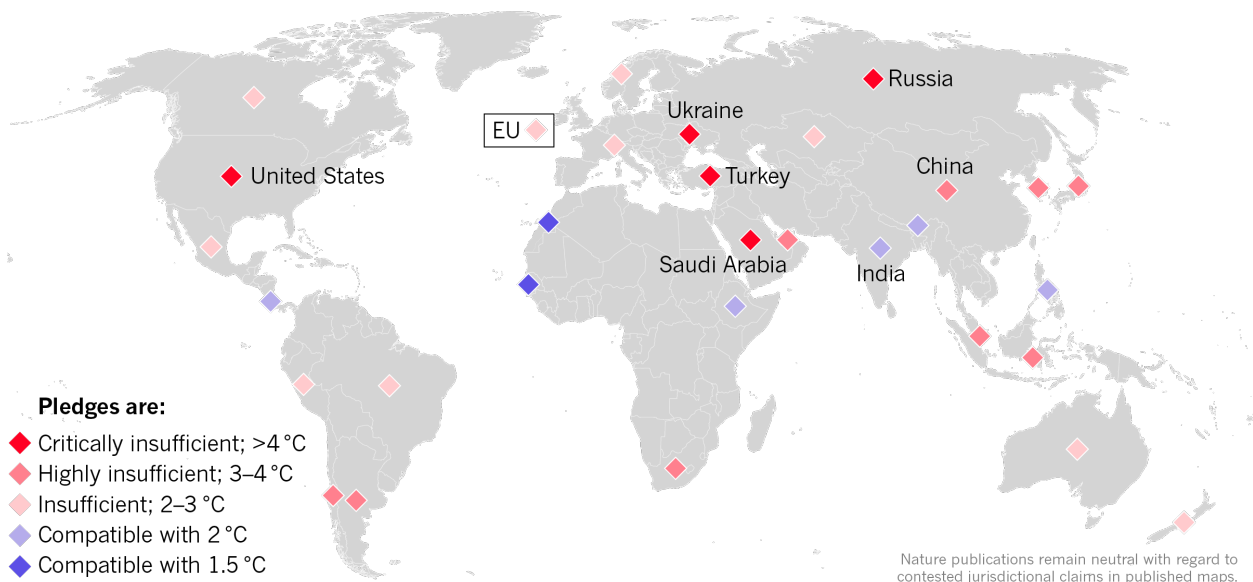 Russia
Ukraine
EU
China
United States
Turkey
Saudi Arabia
India
Pledges are:
Critically insufficient; >4 °C
Highly insufficient; 3–4 °C
Insufficient; 2–3 °C
Compatible with 2 °C
Compatible with 1.5 °C
Nature publications remain neutral with regard to
contested jurisdictional claims in published maps.